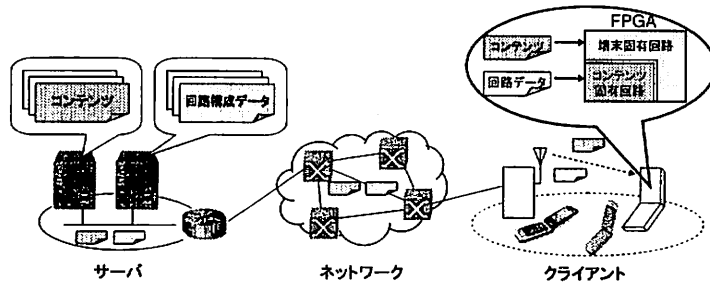 FPGA
コンテンツ
端末固有回路
回路データ
コンテンツ
固有回路
コンテンツ
回路構成データ
サーバ
ネットワーク
クライアント